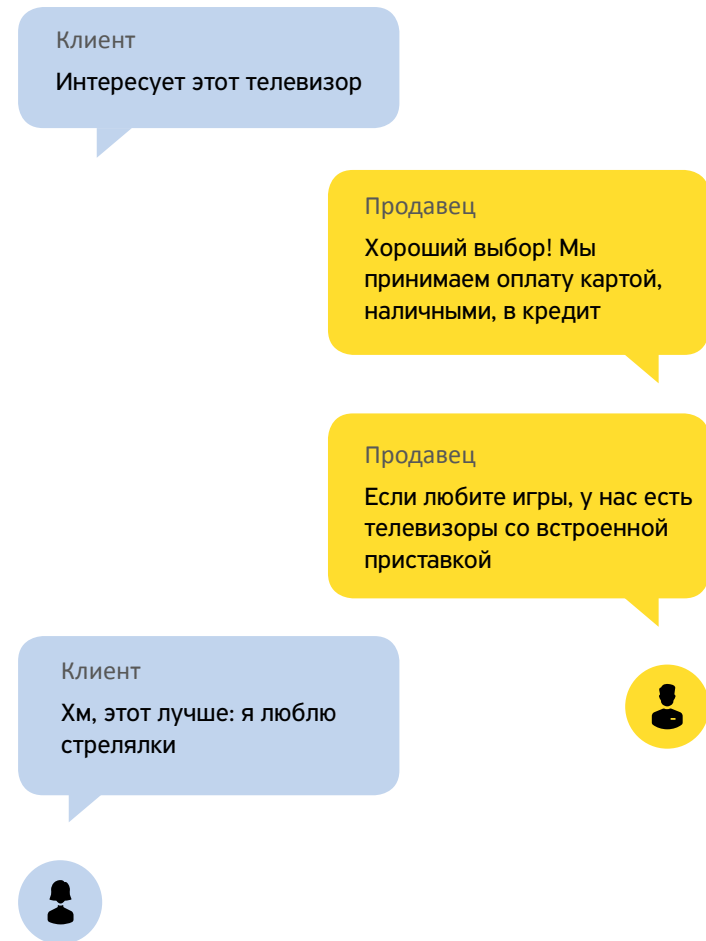 Клиент
Интересует этот телевизор
Продавец
Хороший выбор! Мы
принимаем оплату картой,
наличными, в кредит
Продавец
Если любите игры, у нас есть
телевизоры со встроенной
приставкой
Клиент
Хм, этот лучше: я люблю
стрелялки